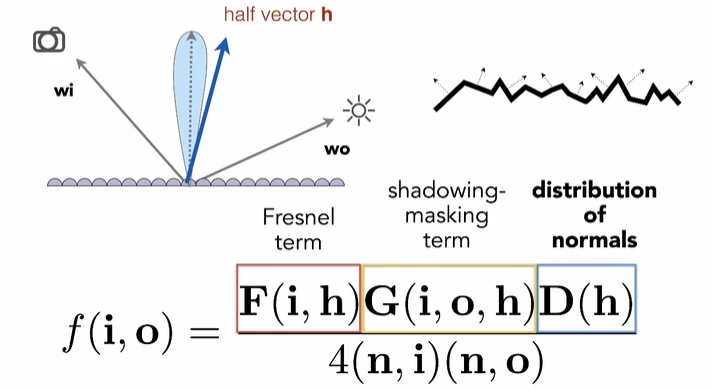 half vector h
wi
wo
Fresnel
term
shadowing-
masking
term
distribution
of
normals
f(i, o) = F(i, h)G(i, o, h)D(h)
4(n, i)(n, o)